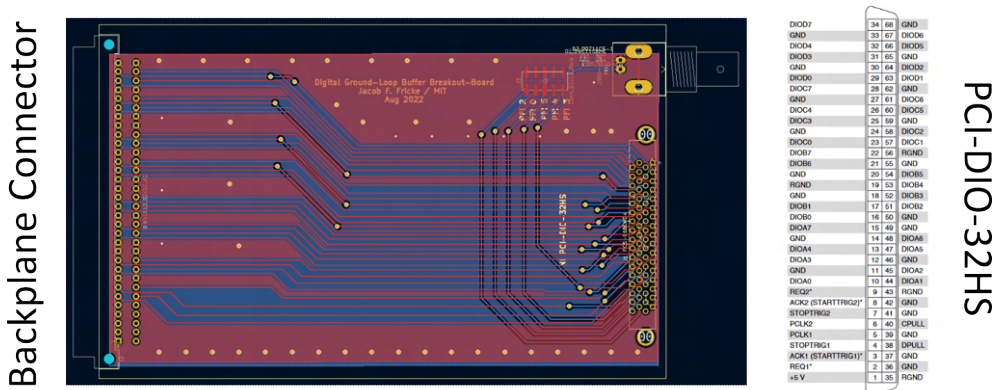 Backplane Connector
Digital Ground-Loop Buffer Breakout-Board
Jacob F. Fricke / MIT
Aug 2022
PFI 2
PFI 5
PFI 4
PFI 3
NI PCI-DIO-32HS
DIOD7 34 68 GND
GND 33 67 DIOD6
DIOD4 32 66 DIOD5
DIOD3 31 65 GND
GND 30 64 DIOD2
DIOD0 29 63 DIOD1
DIOC7 28 62 GND
GND 27 61 DIOC6
DIOC4 26 60 DIOC5
DIOC3 25 59 GND
GND 24 58 DIOC2
DIOC0 23 57 DIOC1
DIOB7 22 56 RGND
DIOB6 21 55 GND
GND 20 54 DIOB5
RGND 19 53 DIOB4
GND 18 52 DIOB3
DIOB1 17 51 DIOB2
DIOB0 16 50 GND
DIOA7 15 49 GND
GND 14 48 DIOA6
DIOA4 13 47 DIOA5
DIOA3 12 46 GND
GND 11 45 DIOA2
DIOA0 10 44 DIOA1
REQ2* 9 43 RGND
ACK2 (STARTTRIG2)* 8 42 GND
STOPTRIG2 7 41 GND
PCLK2 6 40 CPULL
PCLK1 5 39 GND
STOPTRIG1 4 38 DPULL
ACK1 (STARTTRIG1)* 3 37 GND
REQ1* 2 36 GND
+5 V 1 35 RGND
PCI-DIO-32HS